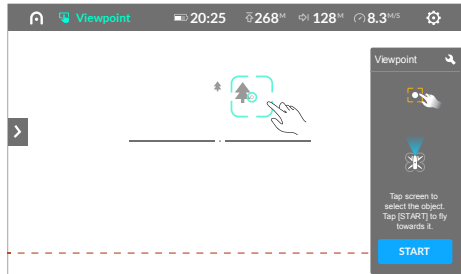 Viewpoint 20:25 268M 128M 8.3M/S
Viewpoint
Tap screen to
select the object.
Tap [START] to fly
towards it.
START